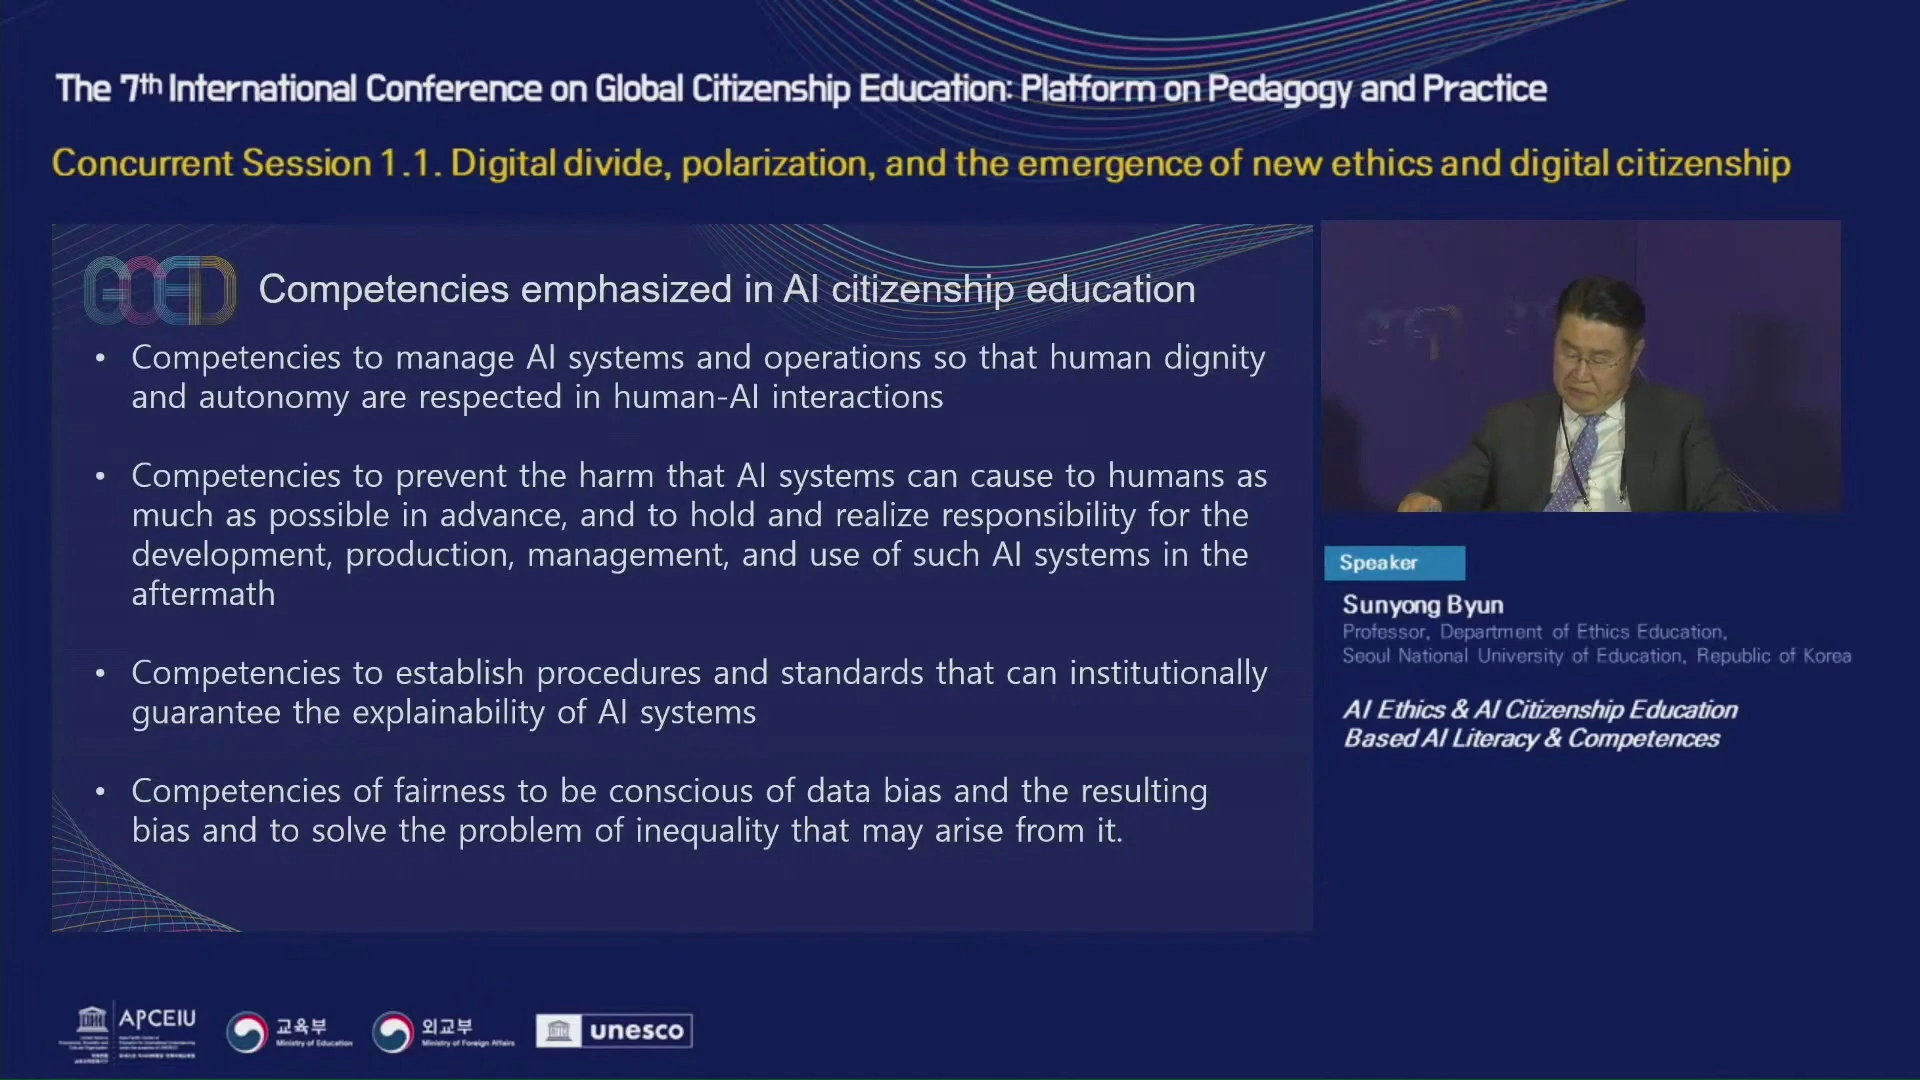 The 7th International Conference on Global Citizenship Education: Platform on Pedagogy and Practice
Concurrent Session 1.1. Digital divide, polarization, and the emergence of new ethics and digital citizenship
GCED
Competencies emphasized in AI citizenship education
• Competencies to manage AI systems and operations so that human dignity
and autonomy are respected in human-AI interactions
• Competencies to prevent the harm that AI systems can cause to humans as
much as possible in advance, and to hold and realize responsibility for the
development, production, management, and use of such AI systems in the
aftermath
• Competencies to establish procedures and standards that can institutionally
guarantee the explainability of AI systems
• Competencies of fairness to be conscious of data bias and the resulting
bias and to solve the problem of inequality that may arise from it.
Speaker
Sunyong Byun
Professor, Department of Ethics Education,
Seoul National University of Education, Republic of Korea
AI Ethics & AI Citizenship Education
Based AI Literacy & Competences
APCEIU
교육부
Ministry of Education
외교부
Ministry of Foreign Affairs
unesco